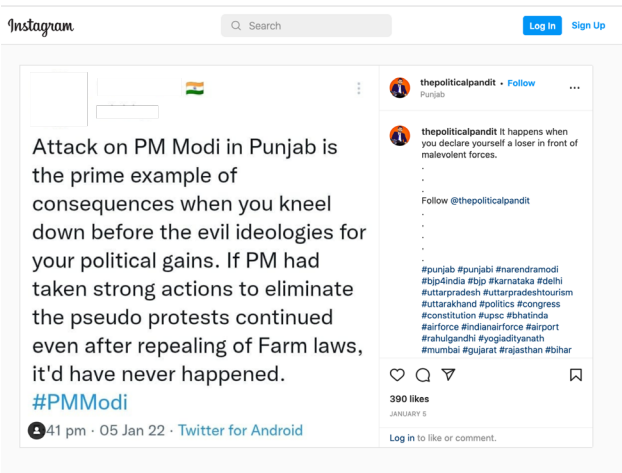 Instagram
Search
Log In
Sign Up
Attack on PM Modi in Punjab is
the prime example of
consequences when you kneel
down before the evil ideologies for
your political gains. If PM had
taken strong actions to eliminate
the pseudo protests continued
even after repealing of Farm laws,
it'd have never happened.
#PMModi
41 pm · 05 Jan 22 · Twitter for Android
thepoliticalpandit • Follow
Punjab
thepoliticalpandit It happens when
you declare yourself a loser in front of
malevolent forces.
.
.
.
Follow @thepoliticalpandit
.
.
.
.
.
#punjab #punjabi #narendramodi
#bjp4india #bjp #karnataka #delhi
#uttarpradesh #uttarpradeshtourism
#uttarakhand #politics #congress
#constitution #upsc #bhatinda
#airforce #indianairforce #airport
#rahulgandhi #yogiadityanath
#mumbai #gujarat #rajasthan #bihar
390 likes
JANUARY 5
Log in to like or comment.